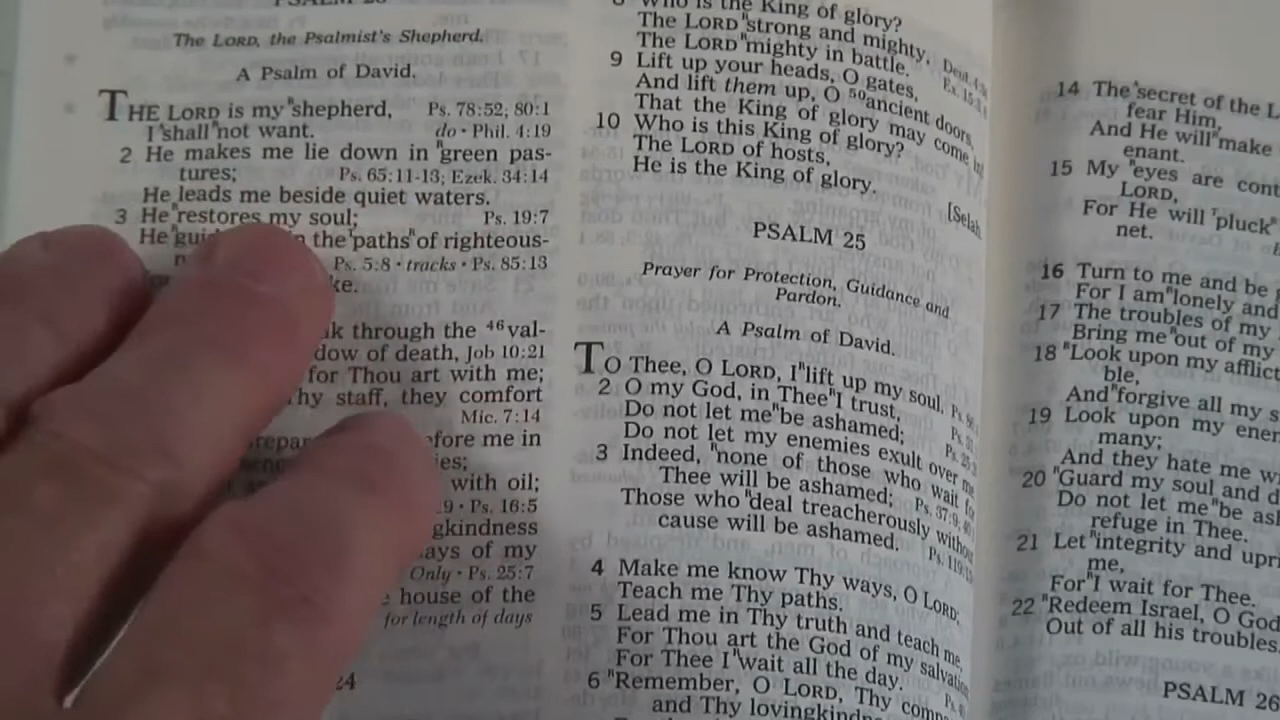 The LORD, the Psalmist's Shepherd.
A Psalm of David.
THE LORD is my "shepherd, Ps. 78:52; 80:1
I "shall "not want. do · Phil. 4:19
2 He makes me lie down in "green pas-
tures; Ps. 65:11-13; Ezek. 34:14
He leads me beside quiet waters.
3 He "restores my soul; Ps. 19:7
He the 'paths" of righteous-
Ps. 5:8 · tracks · Ps. 85:13
through the 46val-
of death, Job 10:21
for Thou art with me;
staff, they comfort
Mic. 7:14
me in
with oil;
Ps. 16:5
of my
Only · Ps. 25:7
house of the
for length of days
24
is the King of glory?
The LORD "strong and mighty,
The LORD "mighty in battle.
9 Lift up your heads, O gates,
And lift them up, O 50ancient doors,
That the King of glory may come in!
10 Who is this King of glory?
The LORD of hosts,
He is the King of glory.
[Selah.
PSALM 25
Prayer for Protection, Guidance and
Pardon.
A Psalm of David.
TO Thee, O LORD, I "lift up my soul.
2 O my God, in Thee "I trust,
Do not let me "be ashamed;
Do not let my enemies exult over me.
3 Indeed, "none of those who wait for
Thee will be ashamed; Ps. 37:9;
Those who "deal treacherously without
cause will be ashamed.
4 Make me know Thy ways, O LORD;
Teach me Thy paths.
5 Lead me in Thy truth and teach me,
For Thou art the God of my salvation;
For Thee I "wait all the day.
6 "Remember, O LORD, Thy
and Thy
14 The "secret of the
fear Him,
And He will "make
enant.
15 My "eyes are
LORD,
For He will 'pluck"
net.
16 Turn to me and be
For I am "lonely and
17 The troubles of my
Bring me "out of my
18 "Look upon my
ble,
And "forgive all my
19 Look upon my
many;
And they hate me
20 "Guard my soul and
Do not let me "be
refuge in Thee.
21 Let "integrity and
me,
For "I wait for Thee.
22 "Redeem Israel, O
Out of all his troubles.
PSALM 26